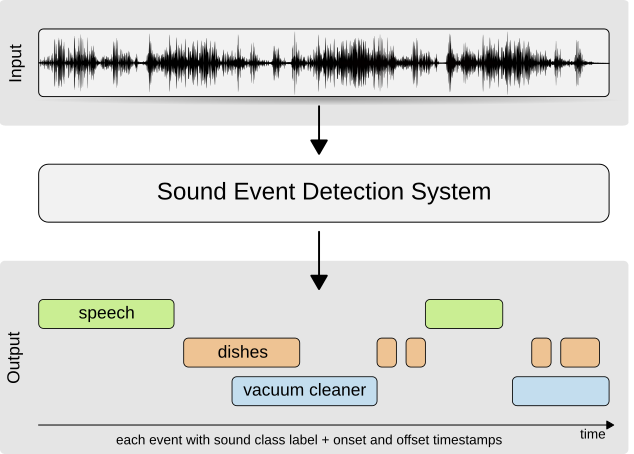 Input
Sound Event Detection System
Output
speech
dishes
vacuum cleaner
time
each event with sound class label + onset and offset timestamps